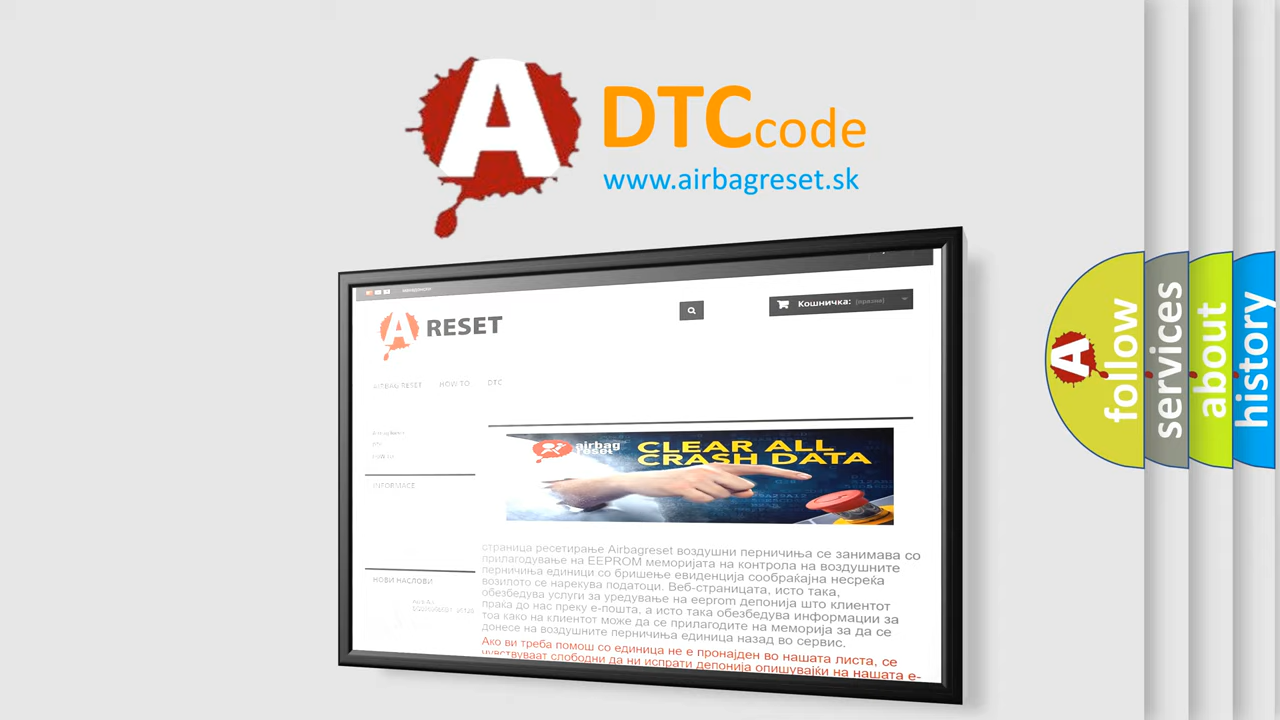 A DTC code
www.airbagreset.sk
Кошничка: (празни)
A RESET
AIRBAG RESET HOW TO DTC
airbag
reset
CLEAR ALL
CRASH DATA
INFORMACE
страница ресетирање Airbagreset воздушни перничиња се занимава со
прилагодување на EEPROM меморијата на контрола на воздушните
перничиња единици со бришење евиденција сообраќајна несреќа
возилото се нарекува податоци. Веб-страницата, исто така,
обезбедува услуги за уредување на eeprom депонија што клиентот
праќа до нас преку е-пошта, а исто така обезбедува информации за
тоа како на клиентот може да се прилагодите на меморија за да се
донесе на воздушните перничиња единица назад во сервис.
НОВИ НАСЛОВИ
Ако ви треба помош со единица не е пронајден во нашата листа, се
чувствуваат слободни да ни испрати депонија опишувајќи на нашата е-
A follow
services
about
history